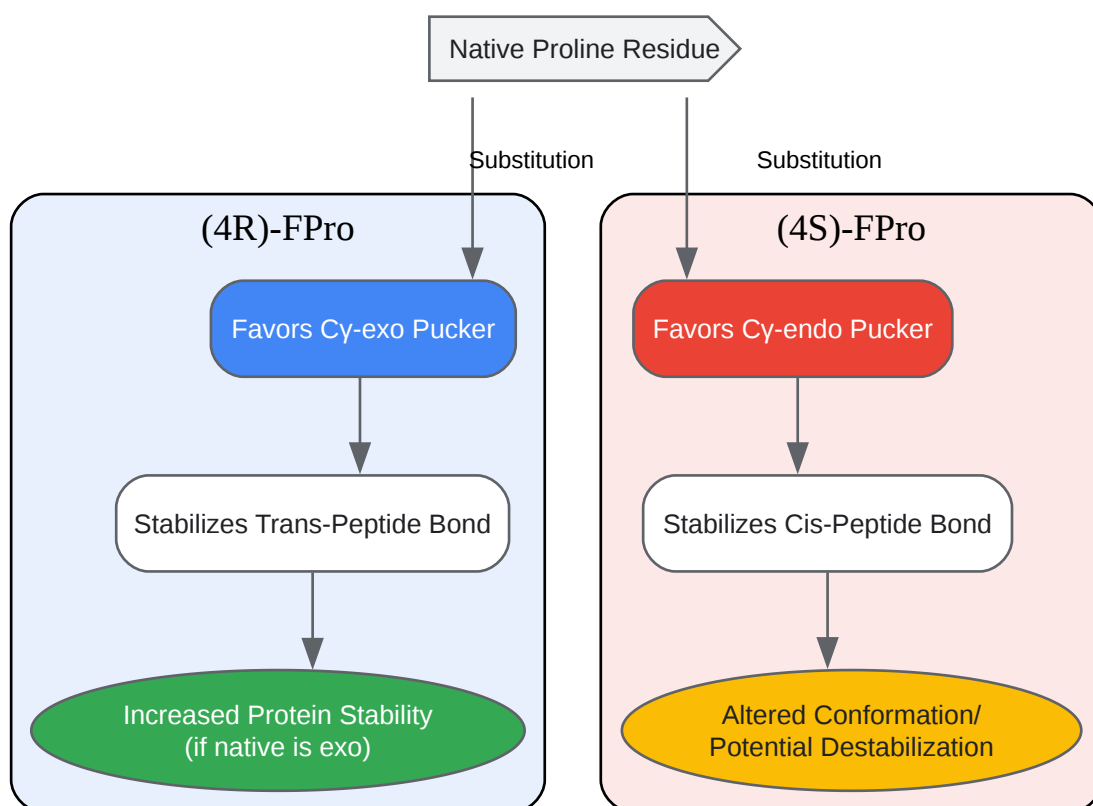 Native Proline Residue
Substitution
Substitution
(4R)-FPro
(4S)-FPro
Favors Cγ-exo Pucker
Favors Cγ-endo Pucker
Stabilizes Trans-Peptide Bond
Stabilizes Cis-Peptide Bond
Increased Protein Stability
(if native is exo)
Altered Conformation/
Potential Destabilization